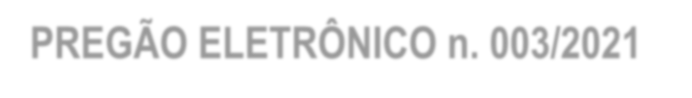 PREGÃO ELETRÔNICO n. 003/2021